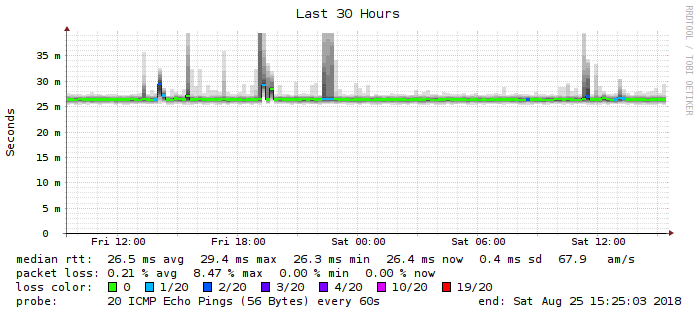 Last 30 Hours
RRDTOOL / TOBI OETIKER
Seconds
35 m
30 m
25 m
20 m
15 m
10 m
5 m
0
Fri 12:00 Fri 18:00 Sat 00:00 Sat 06:00 Sat 12:00
median rtt: 26.5 ms avg 29.4 ms max 26.3 ms min 26.4 ms now 0.4 ms sd 67.9 am/s
packet loss: 0.21 % avg 8.47 % max 0.00 % min 0.00 % now
loss color: 0 1/20 2/20 3/20 4/20 10/20 19/20
probe: 20 ICMP Echo Pings (56 Bytes) every 60s end: Sat Aug 25 15:25:03 2018